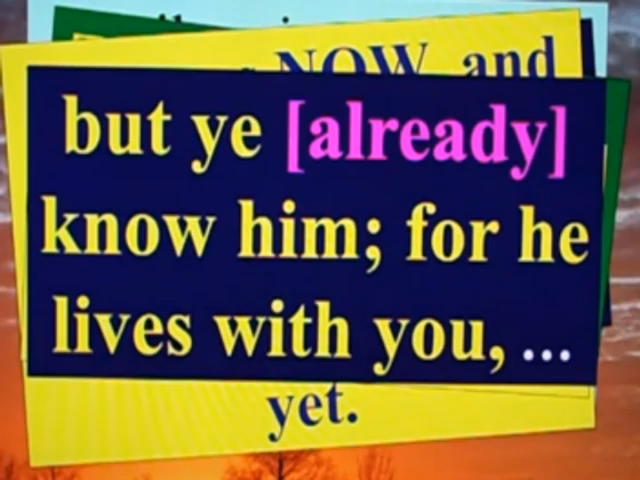 NOW, and
but ye [already]
know him; for he
lives with you, ...
yet.